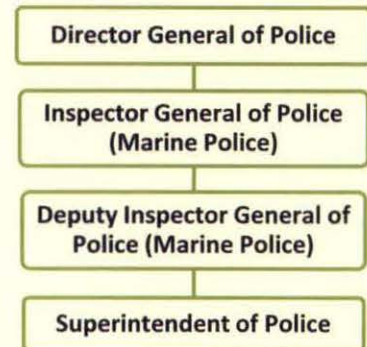 Director General of Police
Inspector General of Police
(Marine Police)
Deputy Inspector General of
Police (Marine Police)
Superintendent of Police